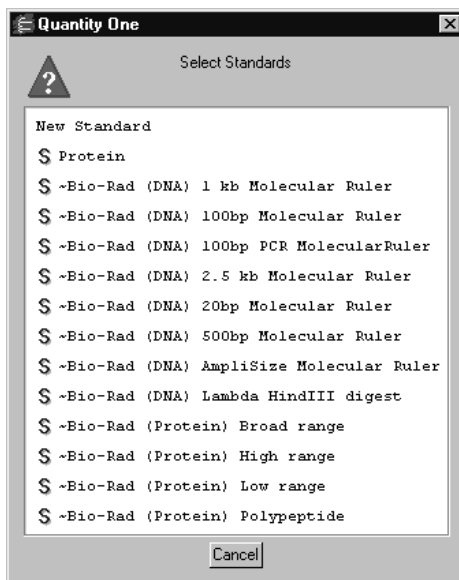 Quantity One
Select Standards
New Standard
S Protein
S ~Bio-Rad (DNA) 1 kb Molecular Ruler
S ~Bio-Rad (DNA) 100bp Molecular Ruler
S ~Bio-Rad (DNA) 100bp PCR MolecularRuler
S ~Bio-Rad (DNA) 2.5 kb Molecular Ruler
S ~Bio-Rad (DNA) 20bp Molecular Ruler
S ~Bio-Rad (DNA) 500bp Molecular Ruler
S ~Bio-Rad (DNA) AmpliSize Molecular Ruler
S ~Bio-Rad (DNA) Lambda HindIII digest
S ~Bio-Rad (Protein) Broad range
S ~Bio-Rad (Protein) High range
S ~Bio-Rad (Protein) Low range
S ~Bio-Rad (Protein) Polypeptide
Cancel